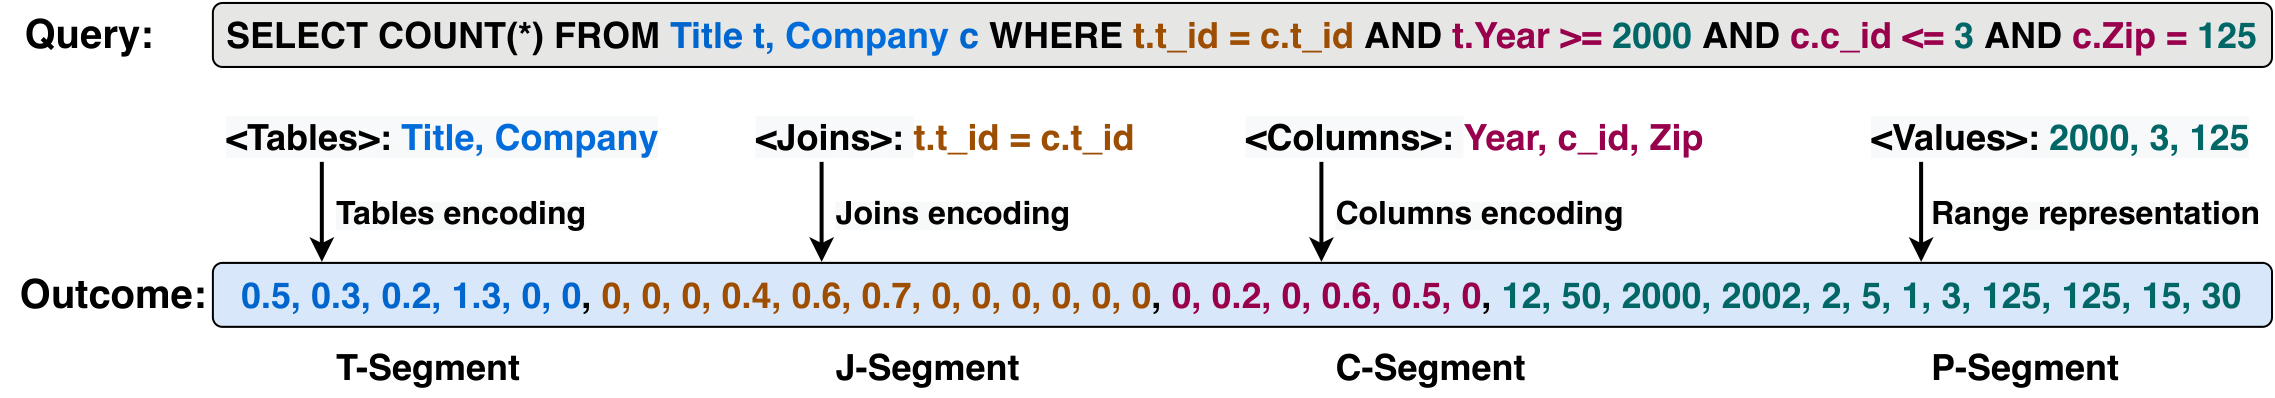 Query: SELECT COUNT(*) FROM Title t, Company c WHERE t.t_id = c.t_id AND t.Year >= 2000 AND c.c_id <= 3 AND c.Zip = 125
<Tables>: Title, Company <Joins>: t.t_id = c.t_id <Columns>: Year, c_id, Zip <Values>: 2000, 3, 125
Tables encoding Joins encoding Columns encoding Range representation
Outcome: 0.5, 0.3, 0.2, 1.3, 0, 0, 0, 0, 0, 0.4, 0.6, 0.7, 0, 0, 0, 0, 0, 0, 0, 0.2, 0, 0.6, 0.5, 0, 12, 50, 2000, 2002, 2, 5, 1, 3, 125, 125, 15, 30
T-Segment J-Segment C-Segment P-Segment